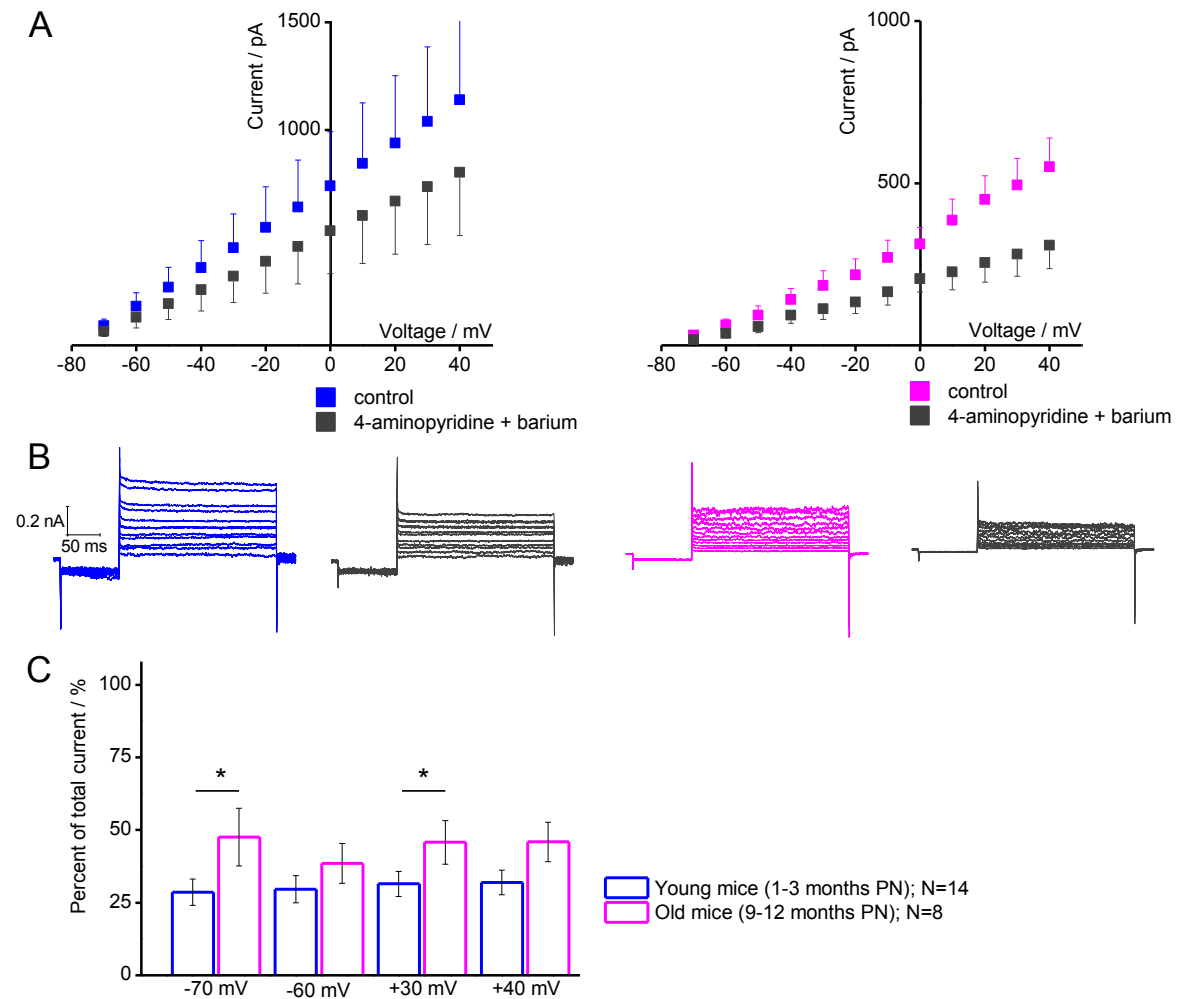 A
Current / pA
1500
1000
Voltage / mV
-80 -60 -40 -20 0 20 40
control
4-aminopyridine + barium
Current / pA
1000
500
Voltage / mV
-80 -60 -40 -20 0 20 40
control
4-aminopyridine + barium
B
0.2 nA
50 ms
C
Percent of total current / %
100
75
50
25
0
* *
-70 mV -60 mV +30 mV +40 mV
Young mice (1-3 months PN); N=14
Old mice (9-12 months PN); N=8